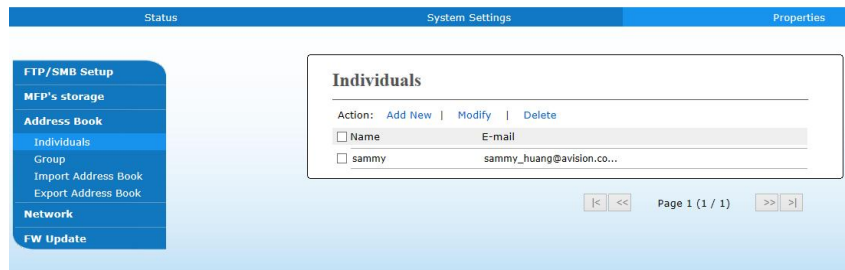 Status System Settings Properties
FTP/SMB Setup
MFP's storage
Address Book
Individuals
Group
Import Address Book
Export Address Book
Network
FW Update
Individuals
Action: Add New | Modify | Delete
Name E-mail
sammy sammy_huang@avision.co...
|< << Page 1 (1 / 1) >> >|